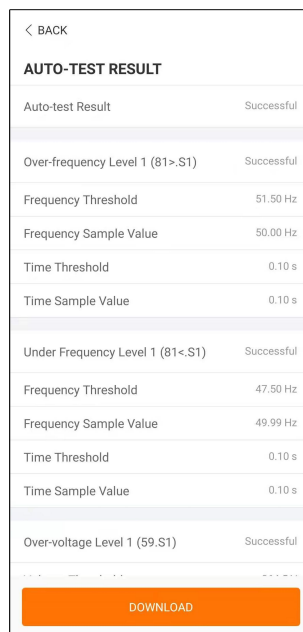 < BACK
AUTO-TEST RESULT
Auto-test Result Successful
Over-frequency Level 1 (81>.S1) Successful
Frequency Threshold 51.50 Hz
Frequency Sample Value 50.00 Hz
Time Threshold 0.10 s
Time Sample Value 0.10 s
Under Frequency Level 1 (81<.S1) Successful
Frequency Threshold 47.50 Hz
Frequency Sample Value 49.99 Hz
Time Threshold 0.10 s
Time Sample Value 0.10 s
Over-voltage Level 1 (59.S1) Successful
DOWNLOAD